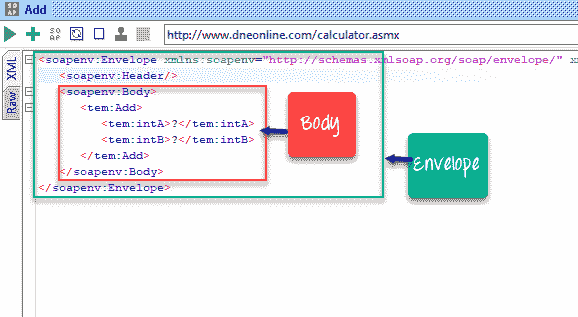 Add
SO
AP
http://www.dneonline.com/calculator.asmx
XML
Raw
<soapenv:Envelope xmlns:soapenv="http://schemas.xmlsoap.org/soap/envelope/" x
<soapenv:Header/>
<soapenv:Body>
<tem:Add>
<tem:intA>?</tem:intA>
<tem:intB>?</tem:intB>
</tem:Add>
</soapenv:Body>
</soapenv:Envelope>
Body
Envelope